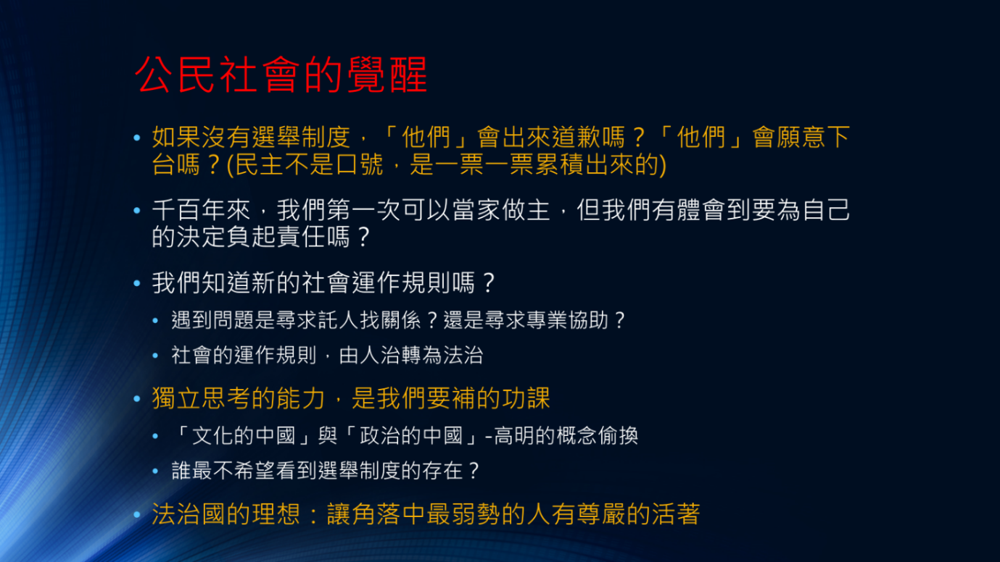 公民社會的覺醒
• 如果沒有選舉制度，「他們」會出來道歉嗎？「他們」會願意下
台嗎？(民主不是口號，是一票一票累積出來的)
• 千百年來，我們第一次可以當家做主，但我們有體會到要為自己
的決定負起責任嗎？
• 我們知道新的社會運作規則嗎？
• 遇到問題是尋求託人找關係？還是尋求專業協助？
• 社會的運作規則，由人治轉為法治
• 獨立思考的能力，是我們要補的功課
• 「文化的中國」與「政治的中國」-高明的概念偷換
• 誰最不希望看到選舉制度的存在？
• 法治國的理想：讓角落中最弱勢的人有尊嚴的活著